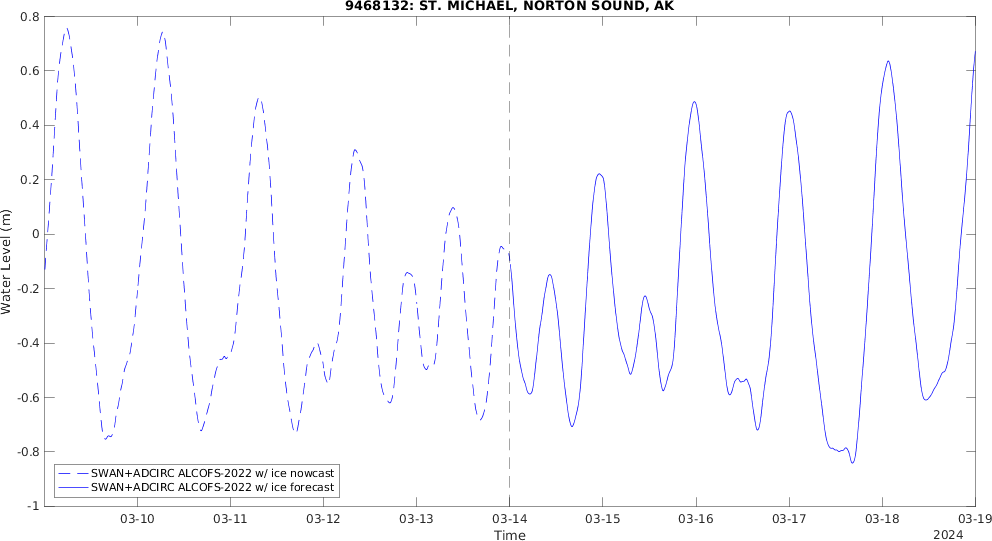 9468132: ST. MICHAEL, NORTON SOUND, AK
Water Level (m)
0.8
0.6
0.4
0.2
0
-0.2
-0.4
-0.6
-0.8
-1
SWAN+ADCIRC ALCOFS-2022 w/ ice nowcast
SWAN+ADCIRC ALCOFS-2022 w/ ice forecast
03-10 03-11 03-12 03-13 03-14 03-15 03-16 03-17 03-18 03-19
Time
2024